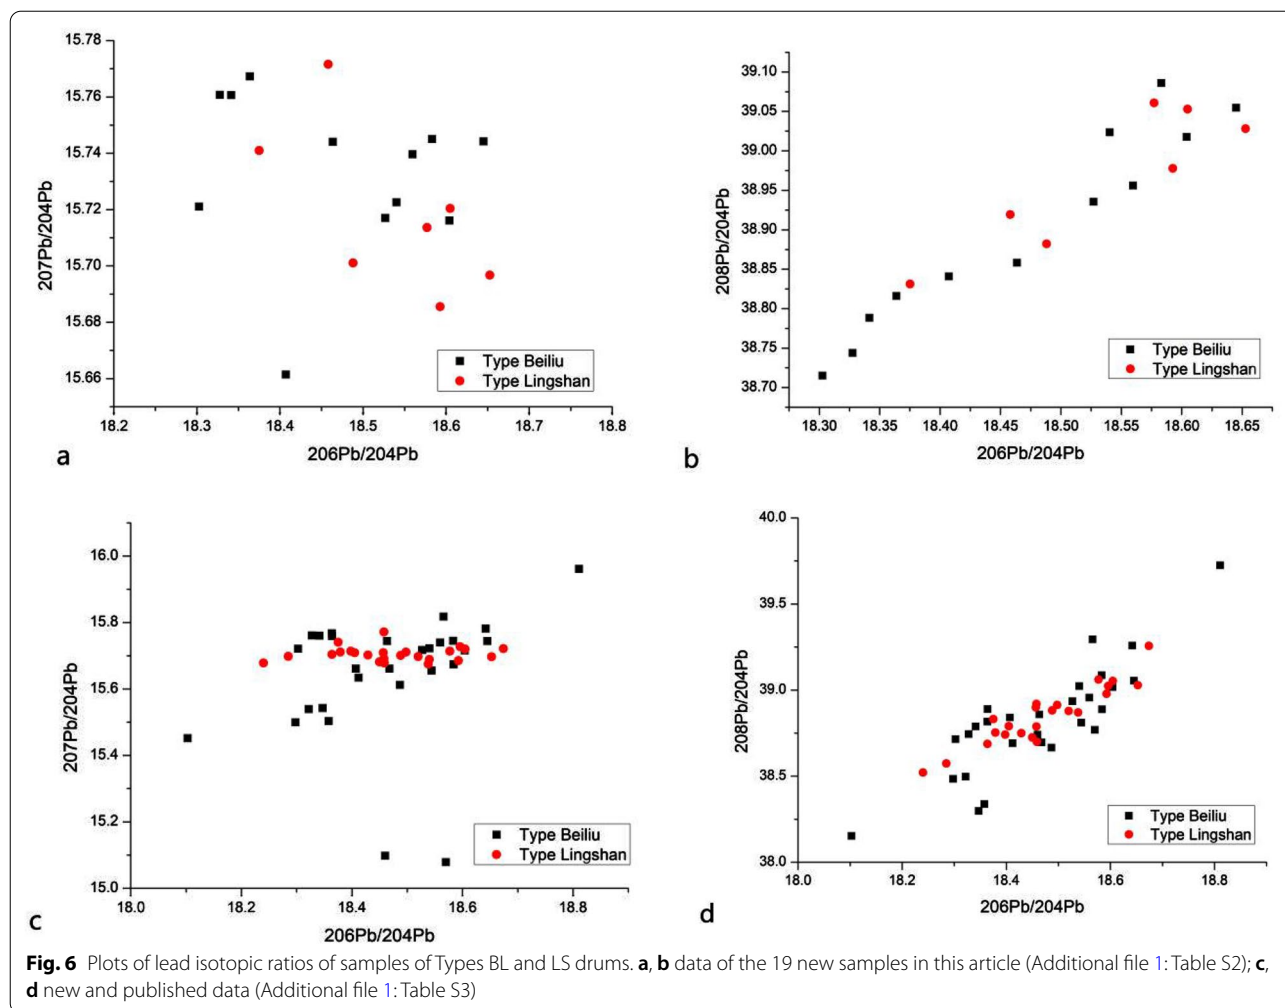 15.78
15.76
15.74
15.72
15.70
15.68
15.66
207Pb/204Pb
18.2 18.3 18.4 18.5 18.6 18.7 18.8
206Pb/204Pb
Type Beiliu
Type Lingshan
a
39.10
39.05
39.00
38.95
38.90
38.85
38.80
38.75
38.70
208Pb/204Pb
18.30 18.35 18.40 18.45 18.50 18.55 18.60 18.65
206Pb/204Pb
Type Beiliu
Type Lingshan
b
16.0
15.8
15.6
15.4
15.2
15.0
207Pb/204Pb
18.0 18.2 18.4 18.6 18.8
206Pb/204Pb
Type Beiliu
Type Lingshan
c
40.0
39.5
39.0
38.5
38.0
208Pb/204Pb
18.0 18.2 18.4 18.6 18.8
206Pb/204Pb
Type Beiliu
Type Lingshan
d
Fig. 6 Plots of lead isotopic ratios of samples of Types BL and LS drums. a, b data of the 19 new samples in this article (Additional file 1: Table S2); c,
d new and published data (Additional file 1: Table S3)